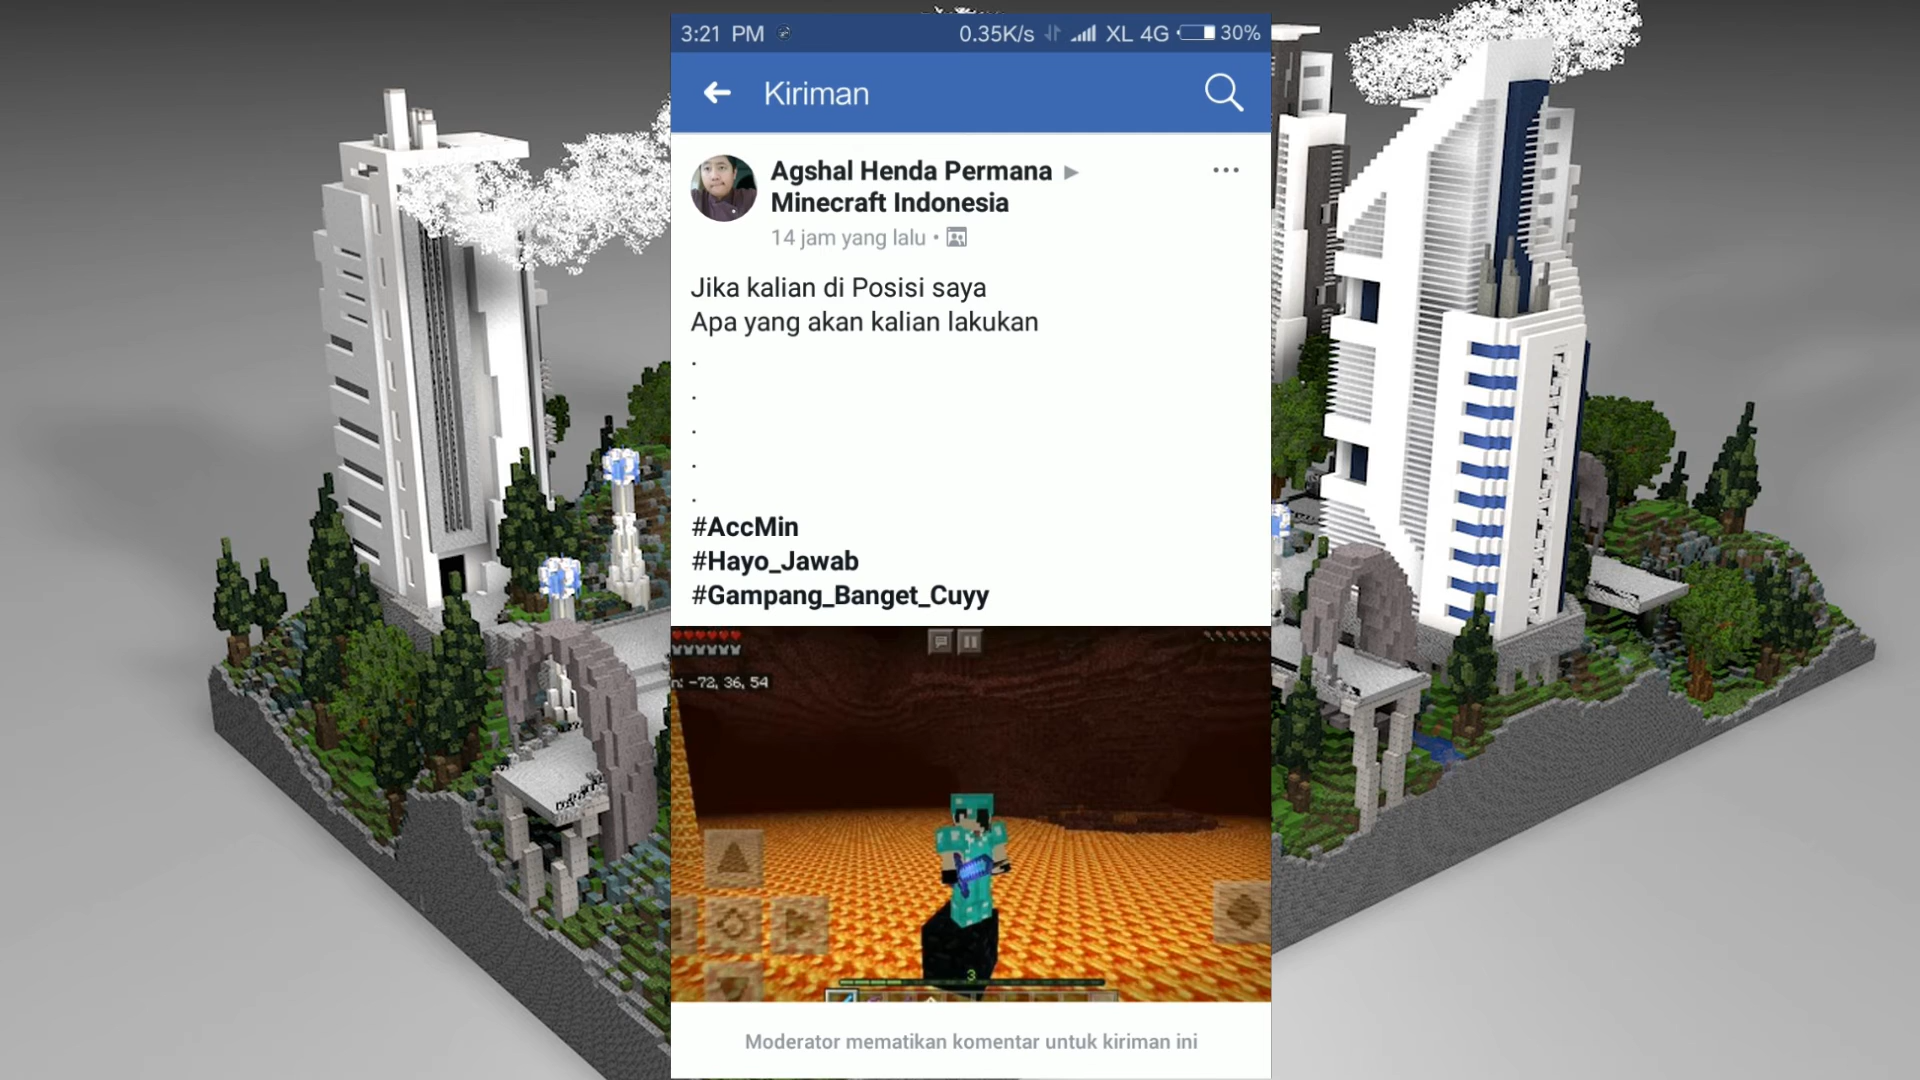 3:21 PM 0.35K/s XL 4G 30%
Kiriman
Agshal Henda Permana
Minecraft Indonesia
14 jam yang lalu •
Jika kalian di Posisi saya
Apa yang akan kalian lakukan
.
.
.
.
.
#AccMin
#Hayo_Jawab
#Gampang_Banget_Cuyy
n: -72, 36, 54
3
Moderator mematikan komentar untuk kiriman ini